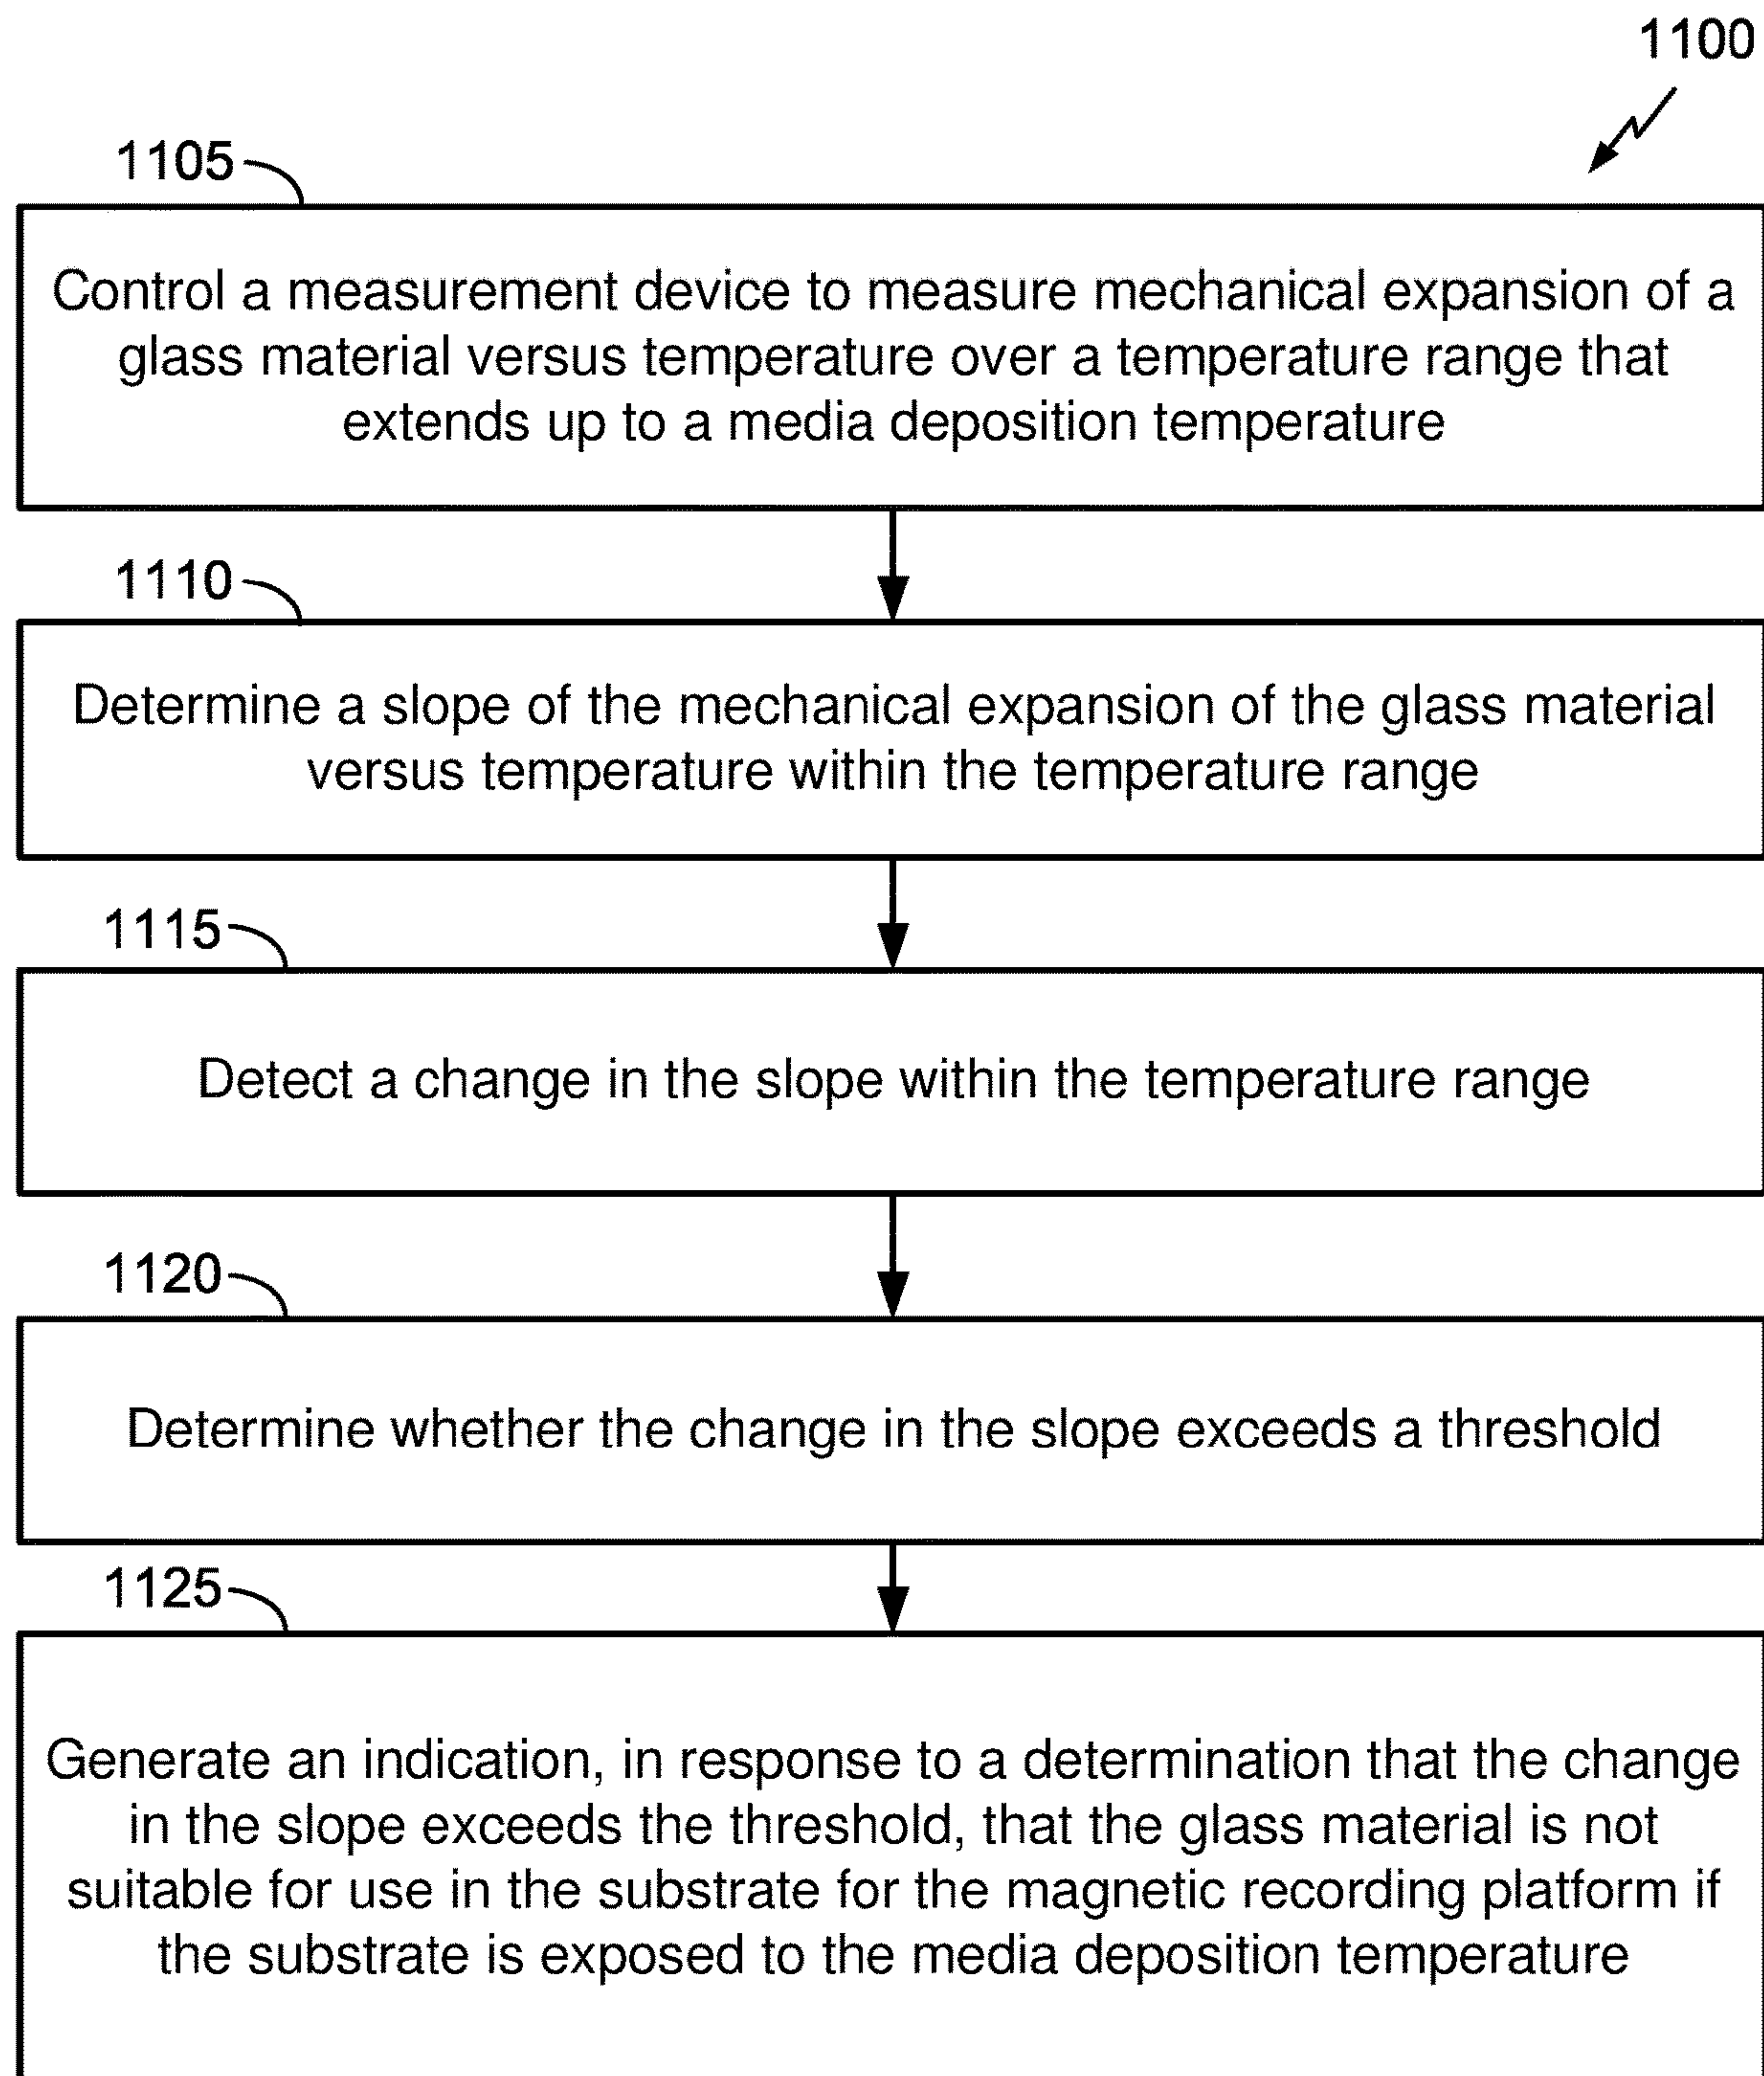 1100
1105
Control a measurement device to measure mechanical expansion of a
glass material versus temperature over a temperature range that
extends up to a media deposition temperature
1110
Determine a slope of the mechanical expansion of the glass material
versus temperature within the temperature range
1115
Detect a change in the slope within the temperature range
1120
Determine whether the change in the slope exceeds a threshold
1125
Generate an indication, in response to a determination that the change
in the slope exceeds the threshold, that the glass material is not
suitable for use in the substrate for the magnetic recording platform if
the substrate is exposed to the media deposition temperature